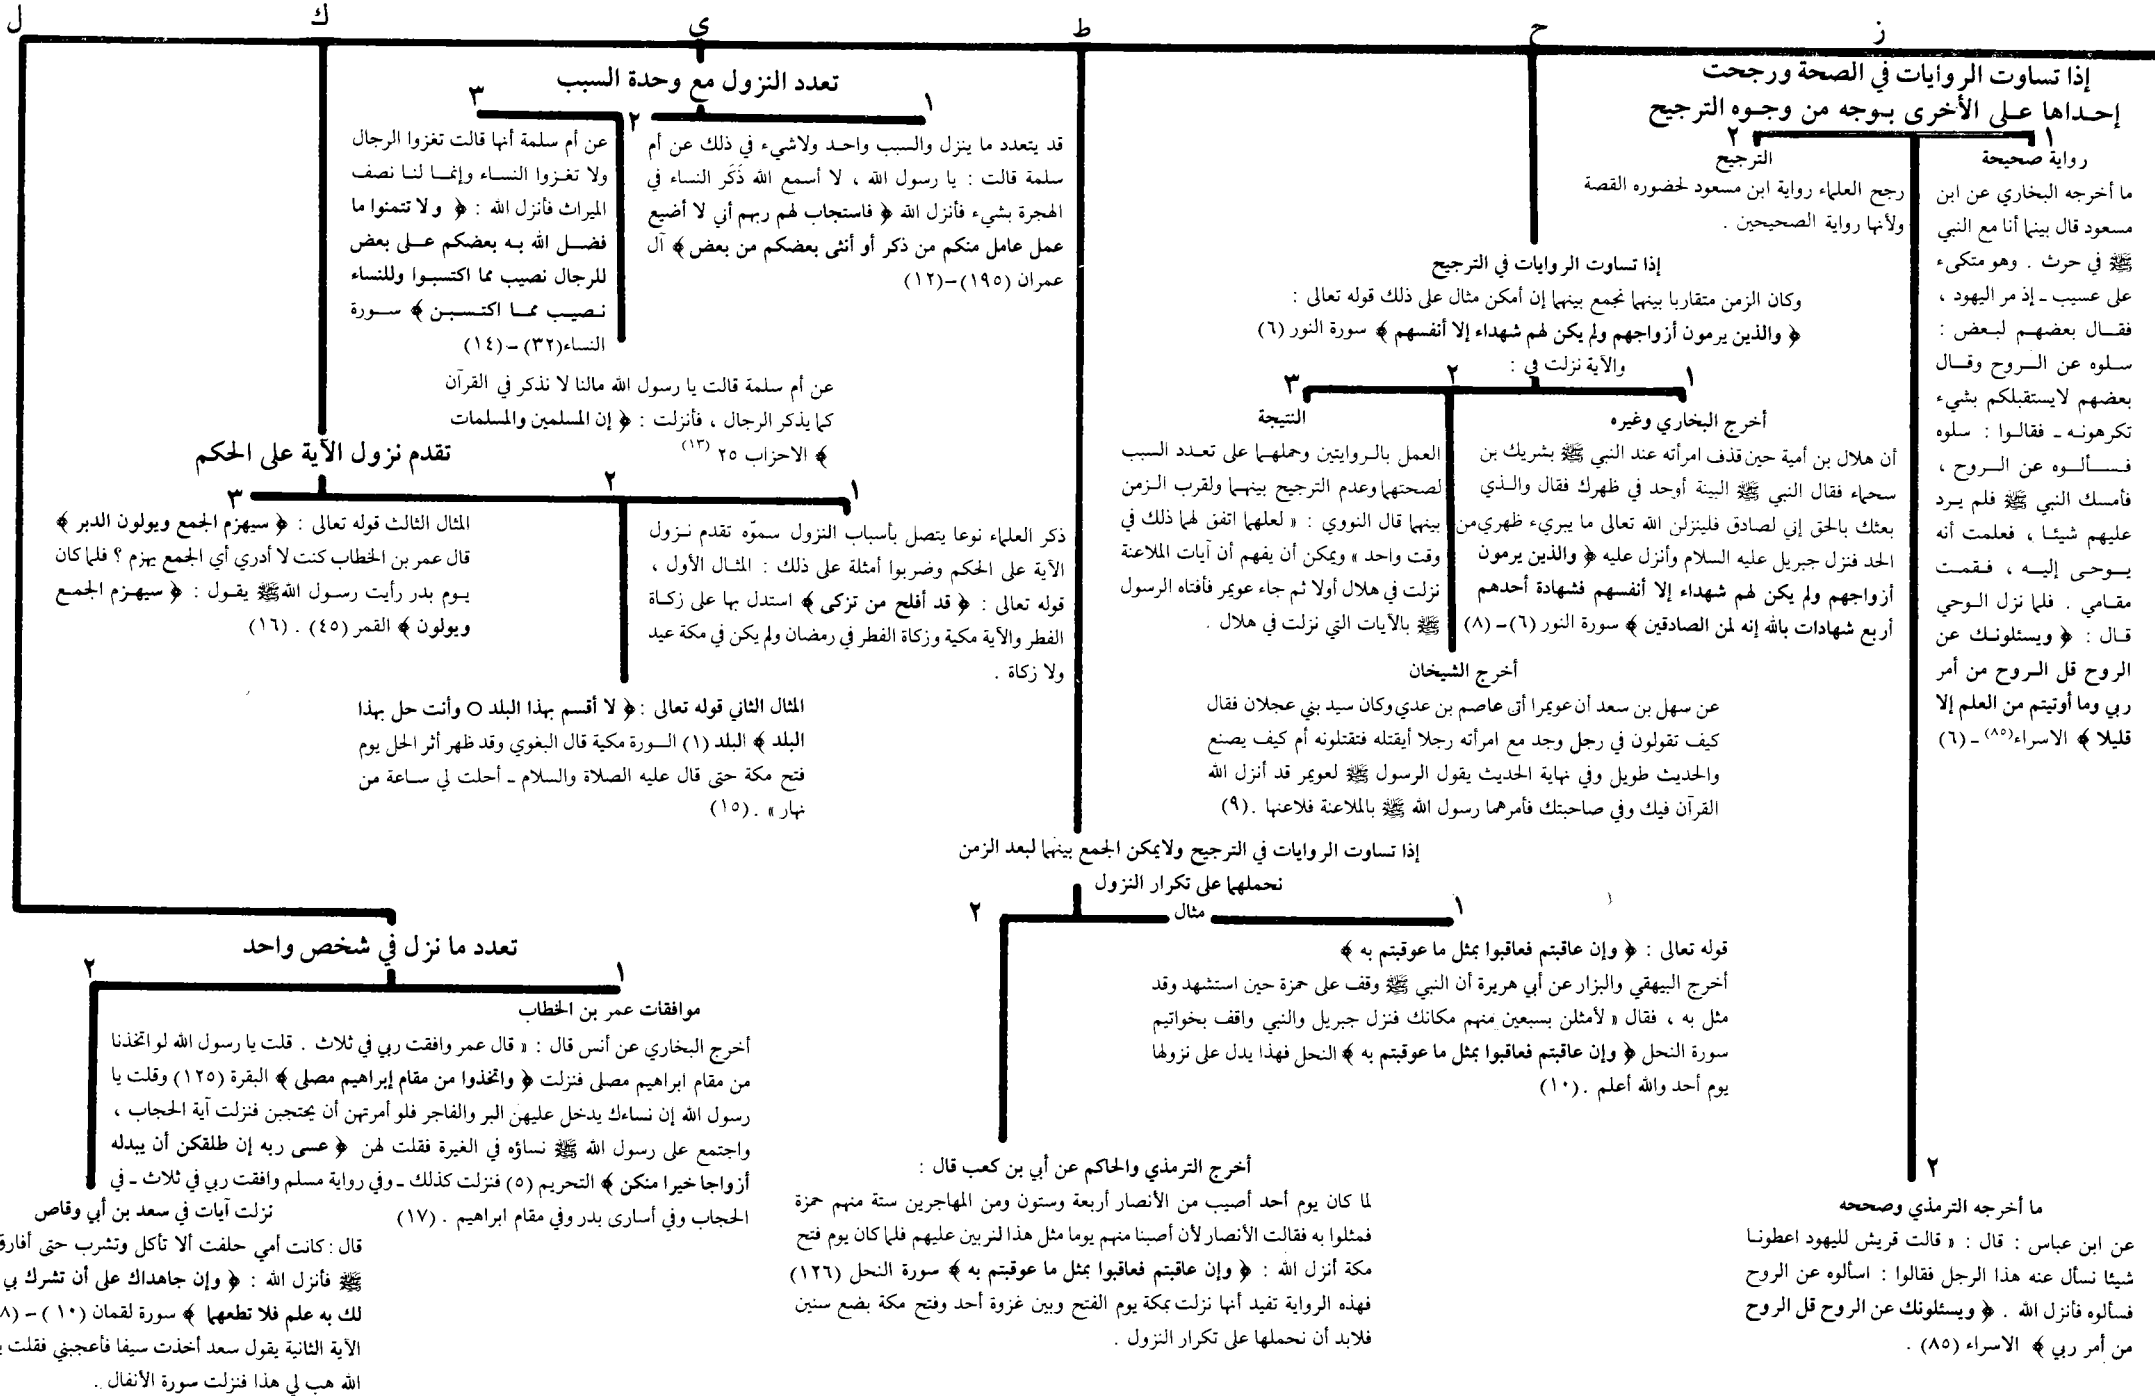 ز
إذا تساوت الروايات في الصحة ورجحت
إحداها على الأخرى بوجه من وجوه الترجيح
١
رواية صحيحة
ما أخرجه البخاري عن ابن
مسعود قال بينما أنا مع النبي
ﷺ في حرث . وهو متكىء
على عسيب ـ إذ مر اليهود ،
فقال بعضهم لبعض :
سلوه عن الروح وقال
بعضهم لايستقبلكم بشيء
تكرهونه ـ فقالوا : سلوه
فسألوه عن الروح ،
فأمسك النبي ﷺ فلم يرد
عليهم شيئا ، فعلمت أنه
يوحى إليه ، فقمت
مقامي . فلما نزل الوحي
قال : ﴿ ويسئلونك عن
الروح قل الروح من أمر
ربي وما أوتيتم من العلم إلا
قليلا ﴾ الاسراء (٨٥) ـ (٦)
٢
الترجيح
رجح العلماء رواية ابن مسعود لحضوره القصة
ولأنها رواية الصحيحين .
٢
ما أخرجه الترمذي وصححه
عن ابن عباس : قال : « قالت قريش لليهود اعطونا
شيئا نسأل عنه هذا الرجل فقالوا : اسألوه عن الروح
فسألوه فأنزل الله . ﴿ ويسئلونك عن الروح قل الروح
من أمر ربي ﴾ الاسراء (٨٥) .
ح
إذا تساوت الروايات في الترجيح
وكان الزمن متقاربا بينهما نجمع بينهما إن أمكن مثال على ذلك قوله تعالى :
﴿ والذين يرمون أزواجهم ولم يكن لهم شهداء إلا أنفسهم ﴾ سورة النور (٦)
والآية نزلت في :
١
أخرج البخاري وغيره
أن هلال بن أمية حين قذف امرأته عند النبي ﷺ بشريك بن
سحماء فقال النبي ﷺ البينة أوحد في ظهرك فقال والذي
بعثك بالحق إني لصادق فلينزلن الله تعالى ما يبريء ظهري من
الحد فنزل جبريل عليه السلام وأنزل عليه ﴿ والذين يرمون
أزواجهم ولم يكن لهم شهداء إلا أنفسهم فشهادة أحدهم
أربع شهادات بالله إنه لمن الصادقين ﴾ سورة النور (٦) ـ (٨)
٢
أخرج الشيخان
عن سهل بن سعد أن عويمرا أتى عاصم بن عدي وكان سيد بني عجلان فقال
كيف تقولون في رجل وجد مع امرأته رجلا أيقتله فتقتلونه أم كيف يصنع
والحديث طويل وفي نهاية الحديث يقول الرسول ﷺ لعويمر قد أنزل الله
القرآن فيك وفي صاحبتك فأمرهما رسول الله ﷺ بالملاعنة فلاعنها .(٩)
٣
النتيجة
العمل بالروايتين وحملهما على تعدد السبب
لصحتهما وعدم الترجيح بينهما ولقرب الزمن
بينهما قال النووي : « لعلهما اتفق لهما ذلك في
وقت واحد » ويمكن أن يفهم أن آيات الملاعنة
نزلت في هلال أولا ثم جاء عويمر فأفتاه الرسول
ﷺ بالآيات التي نزلت في هلال .
ط
إذا تساوت الروايات في الترجيح ولايمكن الجمع بينهما لبعد الزمن
نحملهما على تكرار النزول
مثال
١
قوله تعالى : ﴿ وإن عاقبتم فعاقبوا بمثل ما عوقبتم به ﴾
أخرج البيهقي والبزار عن أبي هريرة أن النبي ﷺ وقف على حمزة حين استشهد وقد
مثل به ، فقال « لأمثلن بسبعين منهم مكانك فنزل جبريل والنبي واقف بخواتيم
سورة النحل ﴿ وإن عاقبتم فعاقبوا بمثل ما عوقبتم به ﴾ النحل فهذا يدل على نزولها
يوم أحد والله أعلم .(١٠)
٢
أخرج الترمذي والحاكم عن أبي بن كعب قال :
لما كان يوم أحد أصيب من الأنصار أربعة وستون ومن المهاجرين ستة منهم حمزة
فمثلوا به فقالت الأنصار لأن أصبنا منهم يوما مثل هذا لنربين عليهم فلما كان يوم فتح
مكة أنزل الله : ﴿ وإن عاقبتم فعاقبوا بمثل ما عوقبتم به ﴾ سورة النحل (١٢٦)
فهذه الرواية تفيد أنها نزلت بمكة يوم الفتح وبين غزوة أحد وفتح مكة بضع سنين
فلابد أن نحملها على تكرار النزول .
ي
تعدد النزول مع وحدة السبب
١
قد يتعدد ما ينزل والسبب واحد ولاشيء في ذلك عن أم
سلمة قالت : يا رسول الله ، لا أسمع الله ذَكَر النساء في
الهجرة بشيء فأنزل الله ﴿ فاستجاب لهم ربهم أني لا أضيع
عمل عامل منكم من ذكر أو أنثى بعضكم من بعض ﴾ آل
عمران (١٩٥)ـ(١٢)
٢
عن أم سلمة قالت يا رسول الله مالنا لا نذكر في القرآن
كما يذكر الرجال ، فأنزلت : ﴿ إن المسلمين والمسلمات
﴾ الاحزاب ٢٥ (١٣)
٣
عن أم سلمة أنها قالت تغزوا الرجال
ولا تغزوا النساء وإنما لنا نصف
الميراث فأنزل الله : ﴿ ولا تتمنوا ما
فضل الله به بعضكم على بعض
للرجال نصيب مما اكتسبوا وللنساء
نصيب مما اكتسبن ﴾ سورة
النساء(٣٢) ـ (١٤)
ك
تقدم نزول الآية على الحكم
١
ذكر العلماء نوعا يتصل بأسباب النزول سموّه تقدم نزول
الآية على الحكم وضربوا أمثلة على ذلك : المثال الأول ،
قوله تعالى : ﴿ قد أفلح من تزكى ﴾ استدل بها على زكاة
الفطر والآية مكية وزكاة الفطر في رمضان ولم يكن في مكة عيد
ولا زكاة .
٢
المثال الثاني قوله تعالى :﴿ لا أقسم بهذا البلد ○ وأنت حل بهذا
البلد ﴾ البلد (١) السورة مكية قال البغوي وقد ظهر أثر الحل يوم
فتح مكة حتى قال عليه الصلاة والسلام ـ أحلت لي ساعة من
نهار » .(١٥)
٣
المثال الثالث قوله تعالى : ﴿ سيهزم الجمع ويولون الدبر ﴾
قال عمر بن الخطاب كنت لا أدري أي الجمع يهزم ؟ فلما كان
يوم بدر رأيت رسول الله ﷺ يقول : ﴿ سيهزم الجمع
ويولون ﴾ القمر (٤٥) . (١٦)
ل
تعدد ما نزل في شخص واحد
١
موافقات عمر بن الخطاب
أخرج البخاري عن أنس قال : « قال عمر وافقت ربي في ثلاث . قلت يا رسول الله لو اتخذنا
من مقام ابراهيم مصلى فنزلت ﴿ واتخذوا من مقام إبراهيم مصلى ﴾ البقرة (١٢٥) وقلت يا
رسول الله إن نساءك يدخل عليهن البر والفاجر فلو أمرتهن أن يحتجبن فنزلت آية الحجاب ،
واجتمع على رسول الله ﷺ نساؤه في الغيرة فقلت لهن ﴿ عسى ربه إن طلقكن أن يبدله
أزواجا خيرا منكن ﴾ التحريم (٥) فنزلت كذلك ـ وفي رواية مسلم وافقت ربي في ثلاث ـ في
الحجاب وفي أسارى بدر وفي مقام ابراهيم . (١٧)
٢
نزلت آيات في سعد بن أبي وقاص
قال : كانت أمي حلفت ألا تأكل وتشرب حتى أفارق
ﷺ فأنزل الله : ﴿ وإن جاهداك على أن تشرك بي
لك به علم فلا تطعهما ﴾ سورة لقمان (١٠) ـ (٨
الآية الثانية يقول سعد أخذت سيفا فأعجبني فقلت
الله هب لي هذا فنزلت سورة الأنفال .